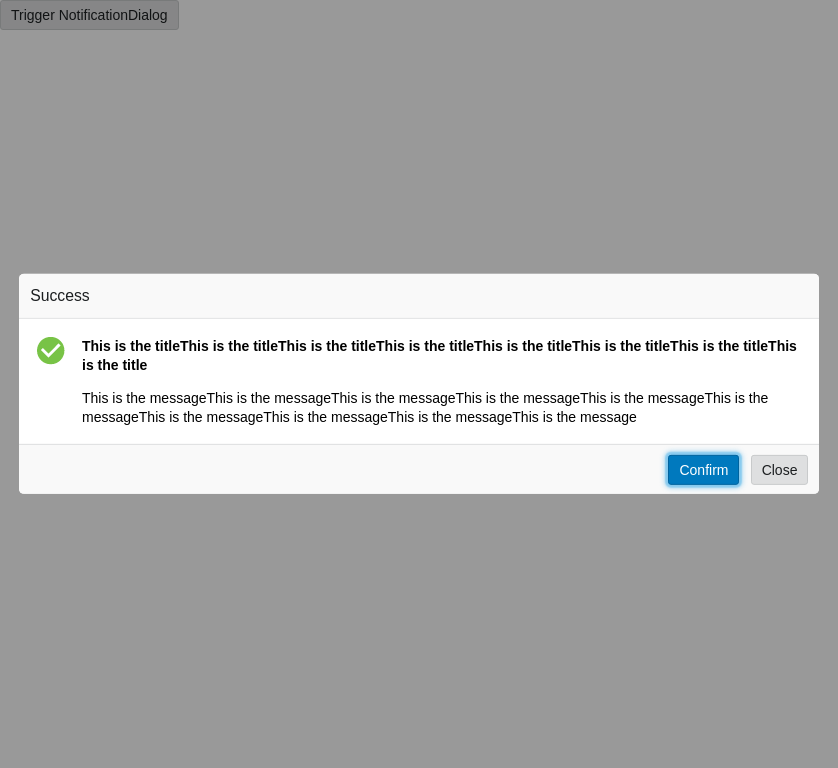 Trigger NotificationDialog
Success
This is the titleThis is the titleThis is the titleThis is the titleThis is the titleThis is the titleThis is the titleThis
is the title
This is the messageThis is the messageThis is the messageThis is the messageThis is the messageThis is the
messageThis is the messageThis is the messageThis is the messageThis is the message
Confirm
Close